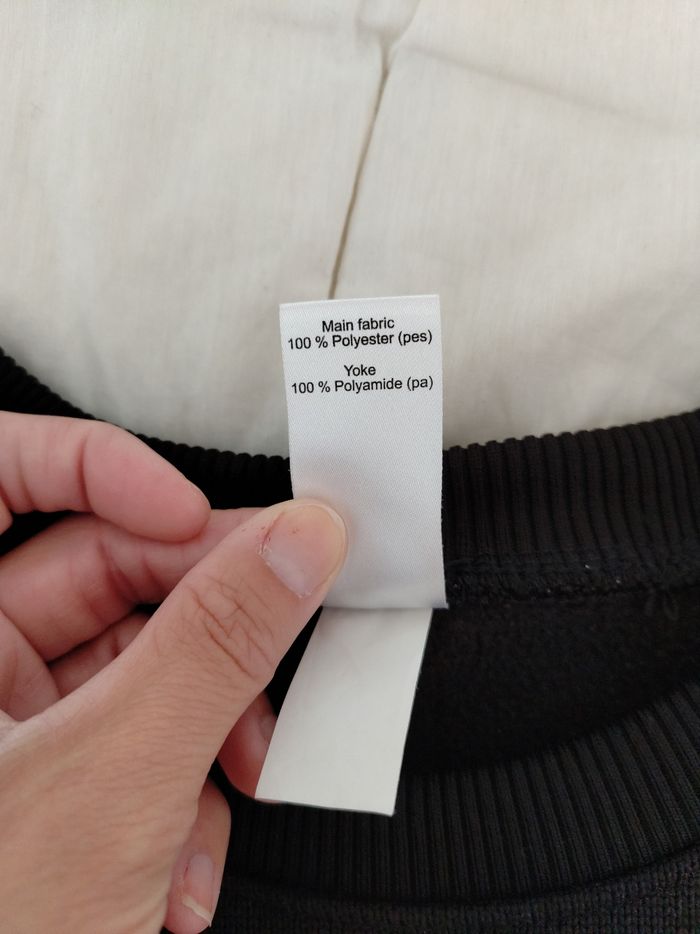 Main fabric
100 % Polyester (pes)
Yoke
100 % Polyamide (pa)